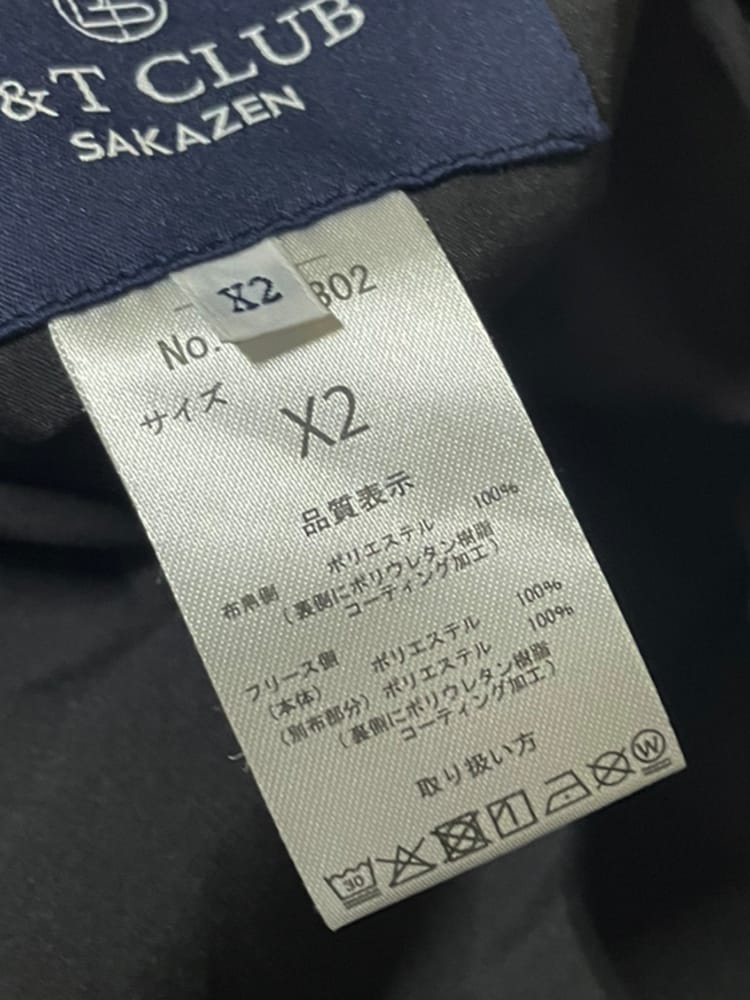 &T CLUB
SAKAZEN
X2
302
No.
サイズ X2
品質表示
布帛側 ポリエステル 100%
(裏側にポリウレタン樹脂
コーティング加工)
フリース側
(本体) ポリエステル 100%
(別布部分) ポリエステル 100%
(裏側にポリウレタン樹脂
コーティング加工)
取り扱い方
30
W